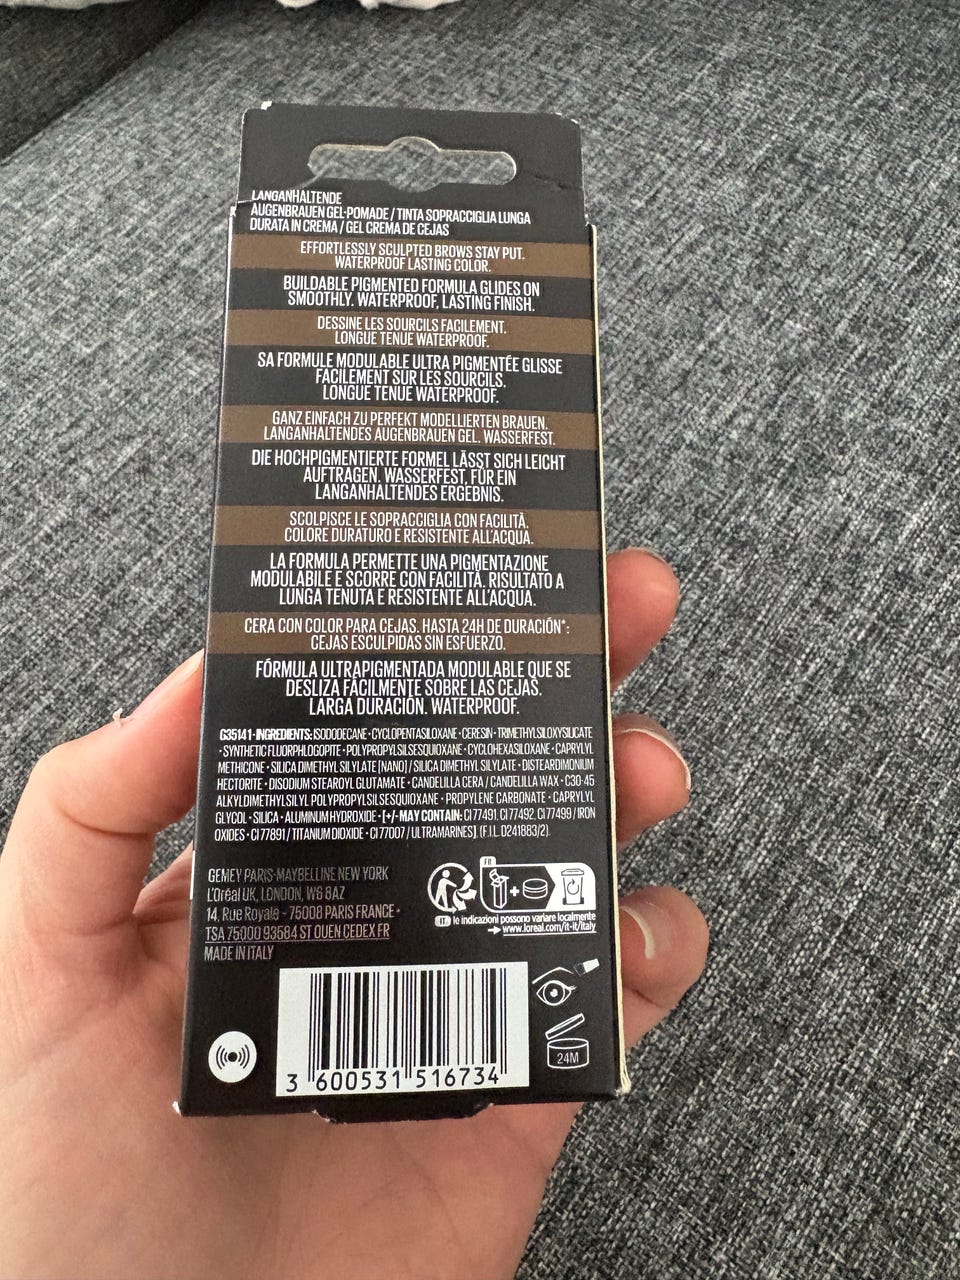 LANGANHALTENDE
AUGENBRAUEN GEL-POMADE / TINTA SOPRACCIGLIA LUNGA
DURATA IN CREMA / GEL CREMA DE CEJAS
EFFORTLESSLY SCULPTED BROWS STAY PUT.
WATERPROOF LASTING COLOR.
BUILDABLE PIGMENTED FORMULA GLIDES ON
SMOOTHLY. WATERPROOF, LASTING FINISH.
DESSINE LES SOURCILS FACILEMENT.
LONGUE TENUE WATERPROOF.
SA FORMULE MODULABLE ULTRA PIGMENTÉE GLISSE
FACILEMENT SUR LES SOURCILS.
LONGUE TENUE WATERPROOF.
GANZ EINFACH ZU PERFEKT MODELLIERTEN BRAUEN.
LANGANHALTENDES AUGENBRAUEN GEL. WASSERFEST.
DIE HOCHPIGMENTIERTE FORMEL LÄSST SICH LEICHT
AUFTRAGEN. WASSERFEST, FÜR EIN
LANGANHALTENDES ERGEBNIS.
SCOLPISCE LE SOPRACCIGLIA CON FACILITÀ.
COLORE DURATURO E RESISTENTE ALL'ACQUA.
LA FORMULA PERMETTE UNA PIGMENTAZIONE
MODULABILE E SCORRE CON FACILITÀ. RISULTATO A
LUNGA TENUTA E RESISTENTE ALL'ACQUA.
CERA CON COLOR PARA CEJAS. HASTA 24H DE DURACIÓN*:
CEJAS ESCULPIDAS SIN ESFUERZO.
FÓRMULA ULTRAPIGMENTADA MODULABLE QUE SE
DESLIZA FÁCILMENTE SOBRE LAS CEJAS.
LARGA DURACIÓN. WATERPROOF.
G35141 - INGREDIENTS: ISODODECANE • CYCLOPENTASILOXANE • CERESIN • TRIMETHYLSILOXYSILICATE
• SYNTHETIC FLUORPHLOGOPITE • POLYPROPYLSILSESQUIOXANE • CYCLOHEXASILOXANE • CAPRYLYL
METHICONE • SILICA DIMETHYL SILYLATE [NANO] / SILICA DIMETHYL SILYLATE • DISTEARDIMONIUM
HECTORITE • DISODIUM STEAROYL GLUTAMATE • CANDELILLA CERA / CANDELILLA WAX • C30-45
ALKYLDIMETHYLSILYL POLYPROPYLSILSESQUIOXANE • PROPYLENE CARBONATE • CAPRYLYL
GLYCOL • SILICA • ALUMINUM HYDROXIDE • [+/- MAY CONTAIN: CI 77491, CI 77492, CI 77499 / IRON
OXIDES • CI 77891 / TITANIUM DIOXIDE • CI 77007 / ULTRAMARINES]. (F.I.L. D241883/2).
GEMEY PARIS-MAYBELLINE NEW YORK
L'Oréal UK, LONDON, W6 8AZ
14, Rue Royale - 75008 PARIS FRANCE •
TSA 75000 93584 ST OUEN CEDEX FR
MADE IN ITALY
FR
+
IT le indicazioni possono variare localmente
www.loreal.com/it-it/italy
24M
3 600531 516734